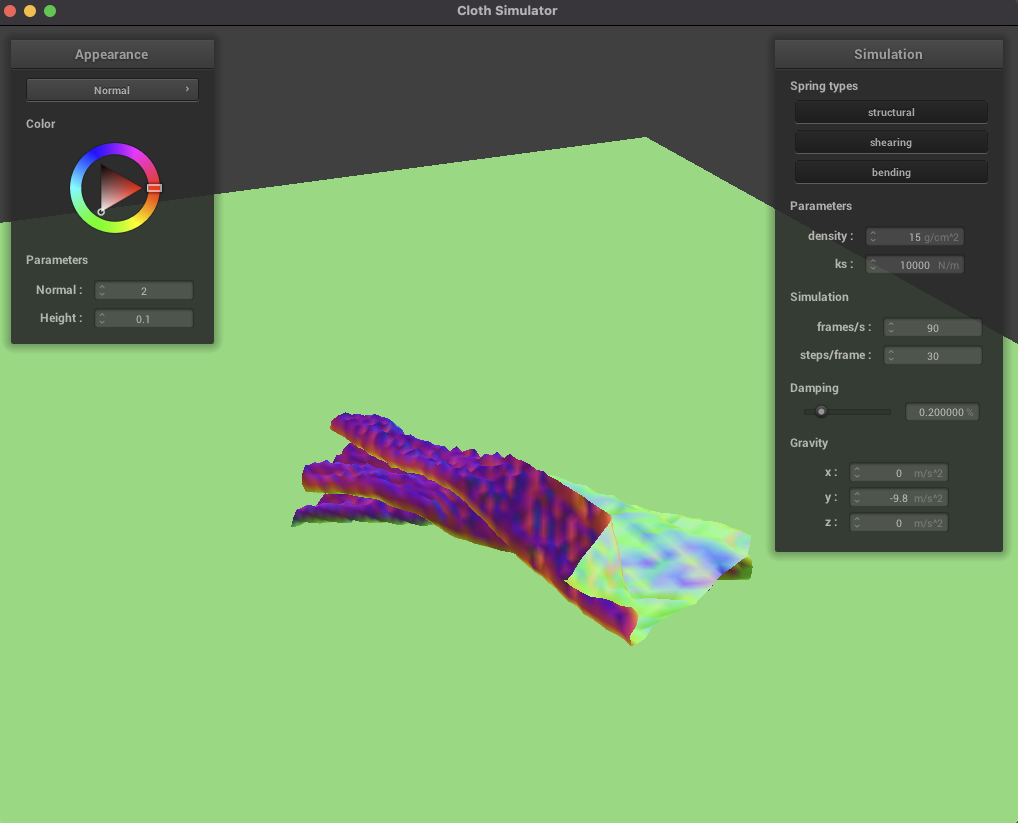 Cloth Simulator
Appearance
Normal
Color
Parameters
Normal :
2
Height :
0.1
Simulation
Spring types
structural
shearing
bending
Parameters
density :
15 g/cm^2
ks :
10000 N/m
Simulation
frames/s :
90
steps/frame :
30
Damping
0.200000 %
Gravity
x :
0 m/s^2
y :
-9.8 m/s^2
z :
0 m/s^2